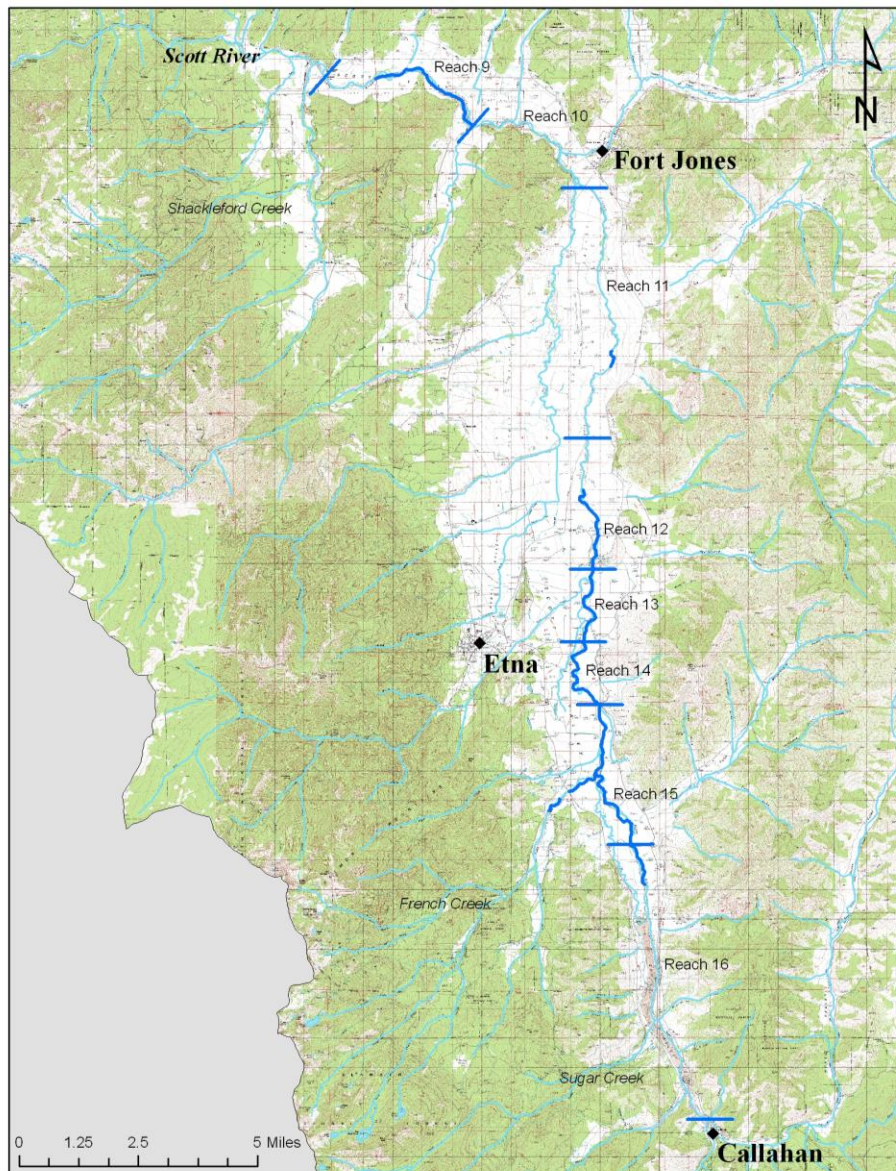 Scott River
Reach 9
Reach 10
Fort Jones
Shackleford Creek
Reach 11
Reach 12
Reach 13
Etna
Reach 14
Reach 15
French Creek
Reach 16
Sugar Creek
Callahan
N
0 1.25 2.5 5 Miles